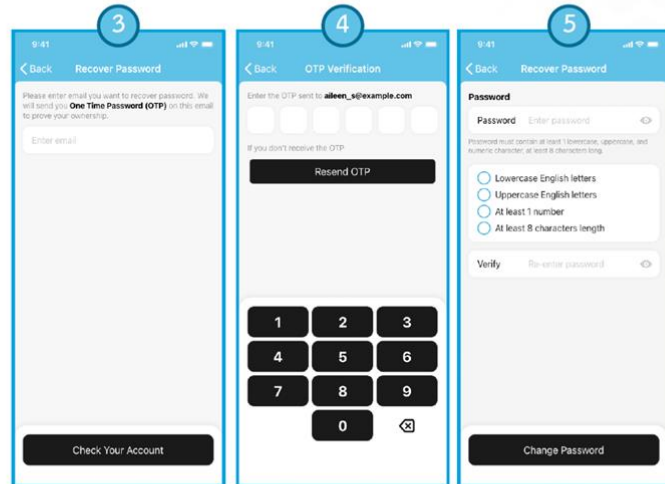 3
9:41
Back Recover Password
Please enter email you want to recover password. We
will send you One Time Password (OTP) on this email
to prove your ownership.
Enter email
Check Your Account
4
9:41
Back OTP Verification
Enter the OTP sent to aileen_s@example.com
If you don't receive the OTP
Resend OTP
1 2 3
4 5 6
7 8 9
0
5
9:41
Back Recover Password
Password
Password Enter password
Password must contain at least 1 lowercase, uppercase, and
numeric character, at least 8 characters long.
Lowercase English letters
Uppercase English letters
At least 1 number
At least 8 characters length
Verify Re-enter password
Change Password